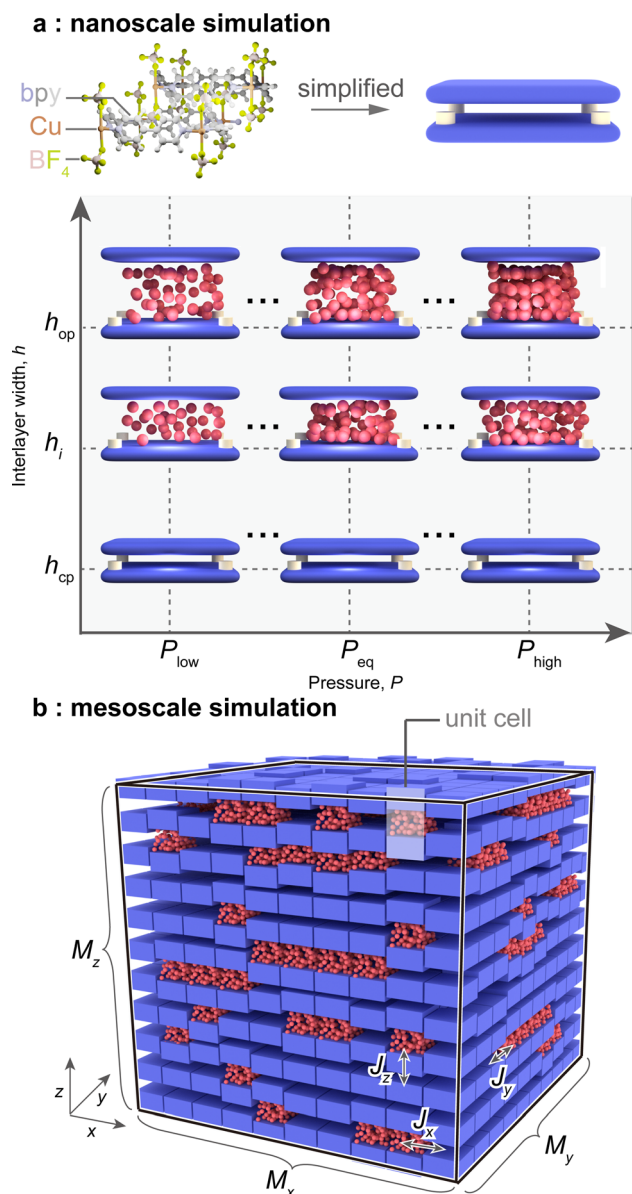 a : nanoscale simulation
bpy
Cu
BF4
simplified
Interlayer width, h
hop
hi
hcp
... ...
... ...
... ...
Plow Peq Phigh
Pressure, P
b : mesoscale simulation
unit cell
Mz
Jz
Jy
Jx
z
y
x
Mx
My